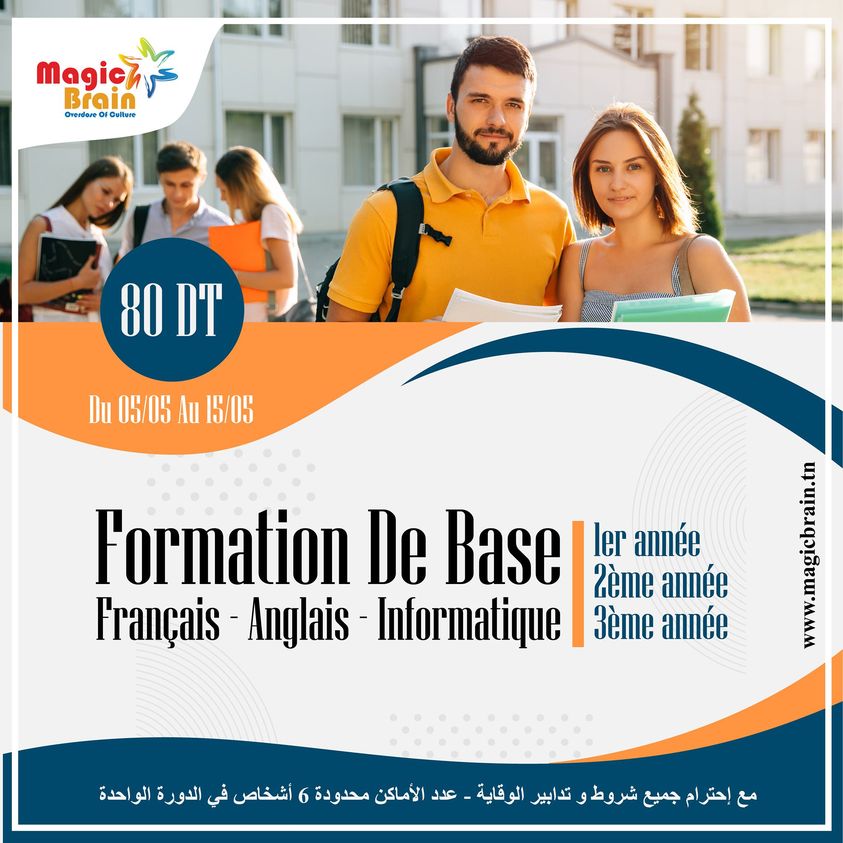 Magic
Brain
Overdose Of Culture
80 DT
Du 05/05 Au 15/05
Formation De Base
Français - Anglais - Informatique
1er année
2ème année
3ème année
www.magicbrain.tn
مع إحترام جميع شروط و تدابير الوقاية - عدد الأماكن محدودة 6 أشخاص في الدورة الواحدة